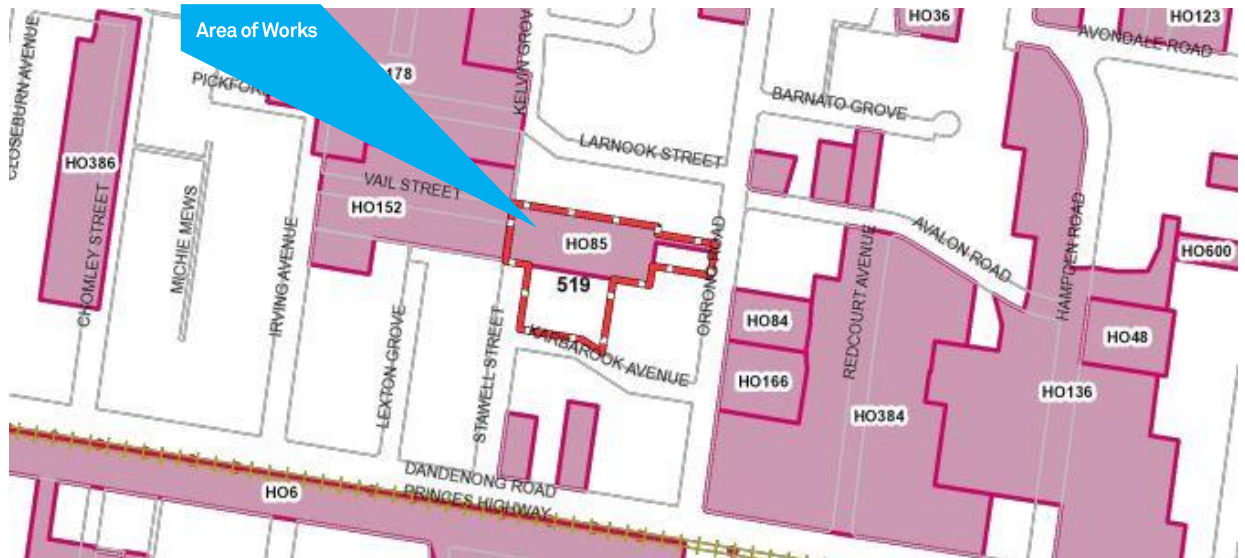 Area of Works
HO36
HO123
AVONDALE ROAD
CLOSEBURN AVENUE
KELVIN GROV
178
PICKFOR
BARNATO GROVE
LARNOOK STREET
HO386
VAIL STREET
HO152
CHOMLEY STREET
MICHIE MEWS
IRVING AVENUE
HO85
519
ORRONG ROAD
AVALON ROAD
REDCOURT AVENUE
HAMPDEN ROAD
HO600
HO84
HO48
LEXTON GROVE
STAWELL STREET
KARBAROOK AVENUE
HO166
HO384
HO136
DANDENONG ROAD
PRINCES HIGHWAY
HO6